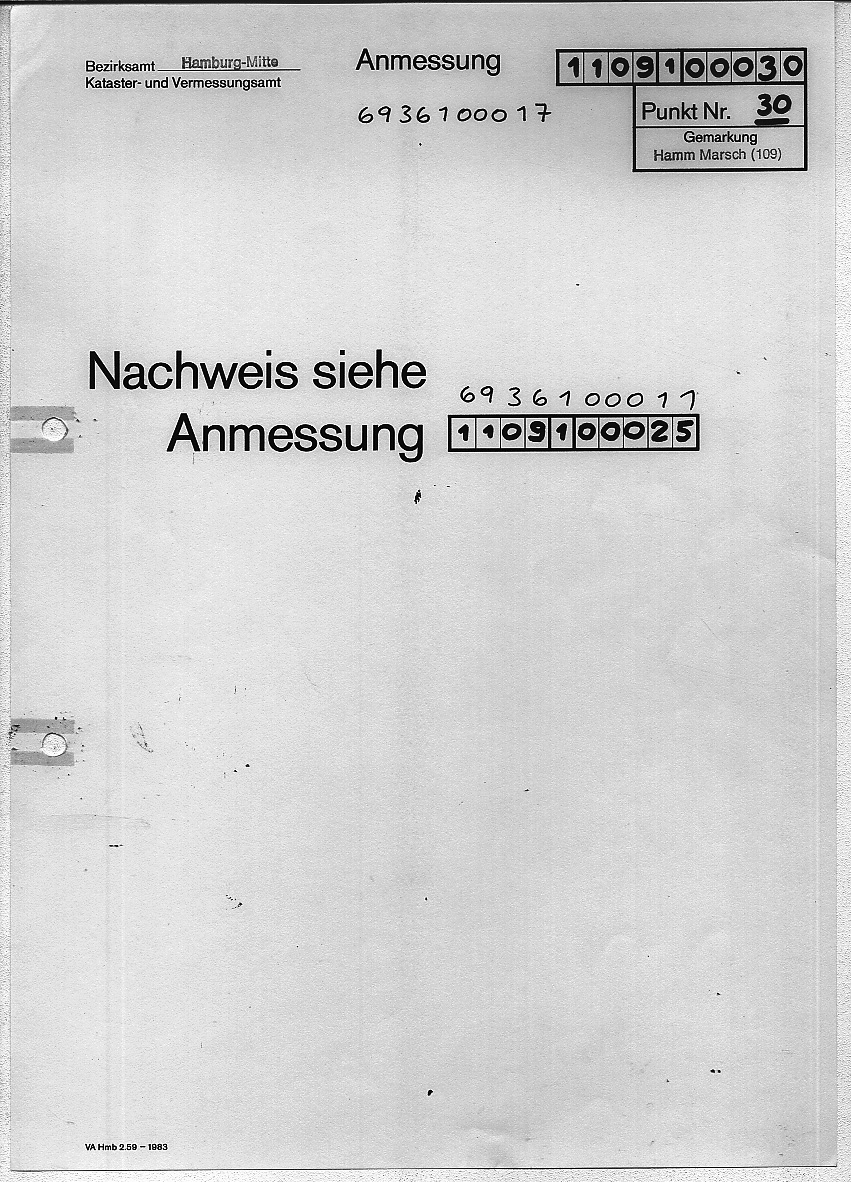 Bezirksamt Hamburg-Mitte
Kataster- und Vermessungsamt
Anmessung
1109100030
6936100017
Punkt Nr. 30
Gemarkung
Hamm Marsch (109)
Nachweis siehe
6936100011
Anmessung 1109100025
VA Hmb 2.59 – 1983